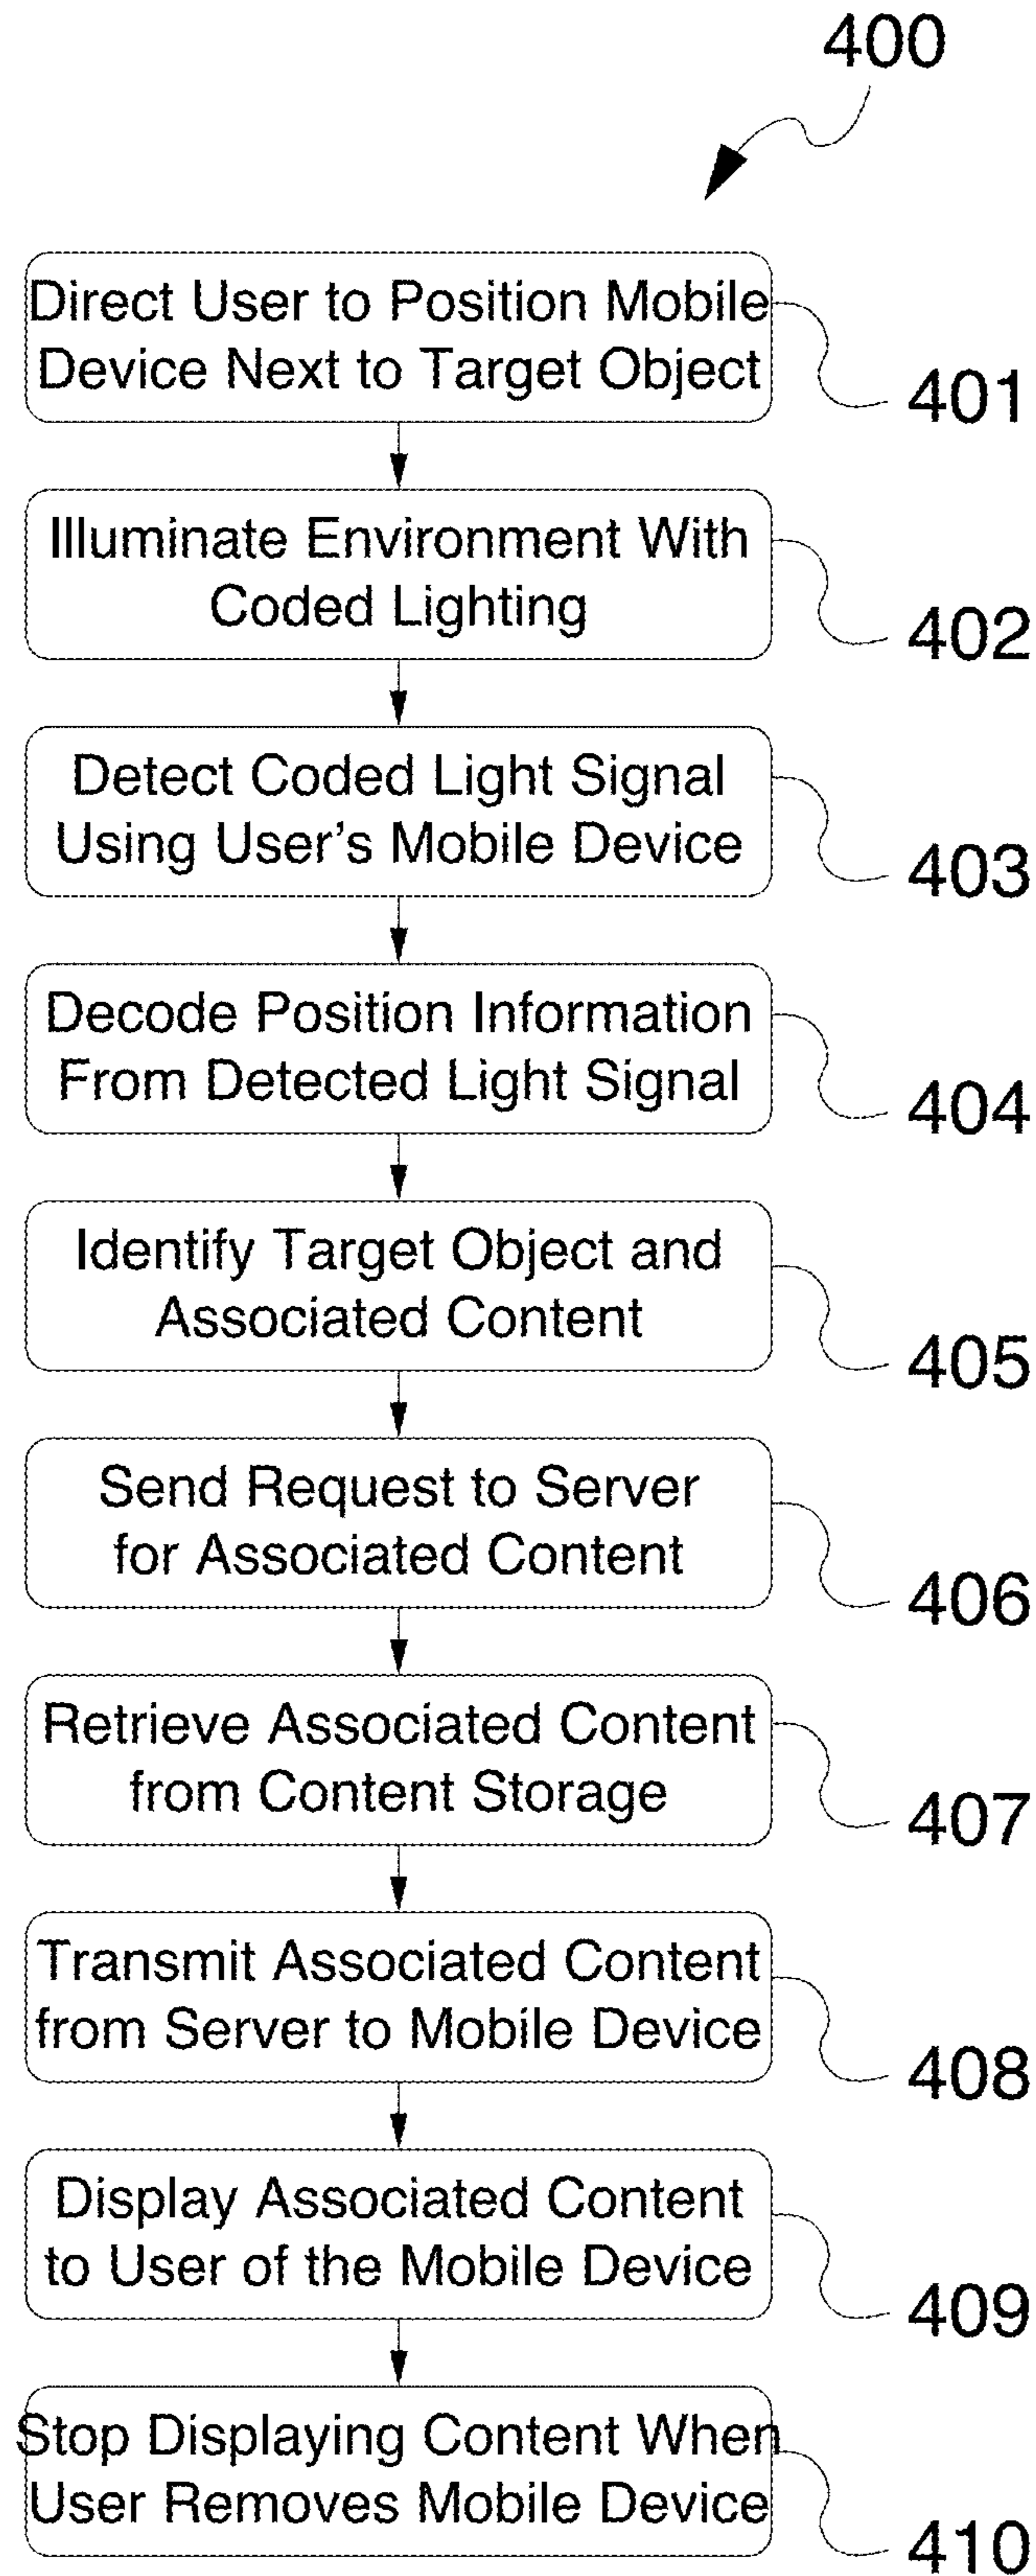 400
Direct User to Position Mobile
Device Next to Target Object
401
Illuminate Environment With
Coded Lighting
402
Detect Coded Light Signal
Using User's Mobile Device
403
Decode Position Information
From Detected Light Signal
404
Identify Target Object and
Associated Content
405
Send Request to Server
for Associated Content
406
Retrieve Associated Content
from Content Storage
407
Transmit Associated Content
from Server to Mobile Device
408
Display Associated Content
to User of the Mobile Device
409
Stop Displaying Content When
User Removes Mobile Device
410